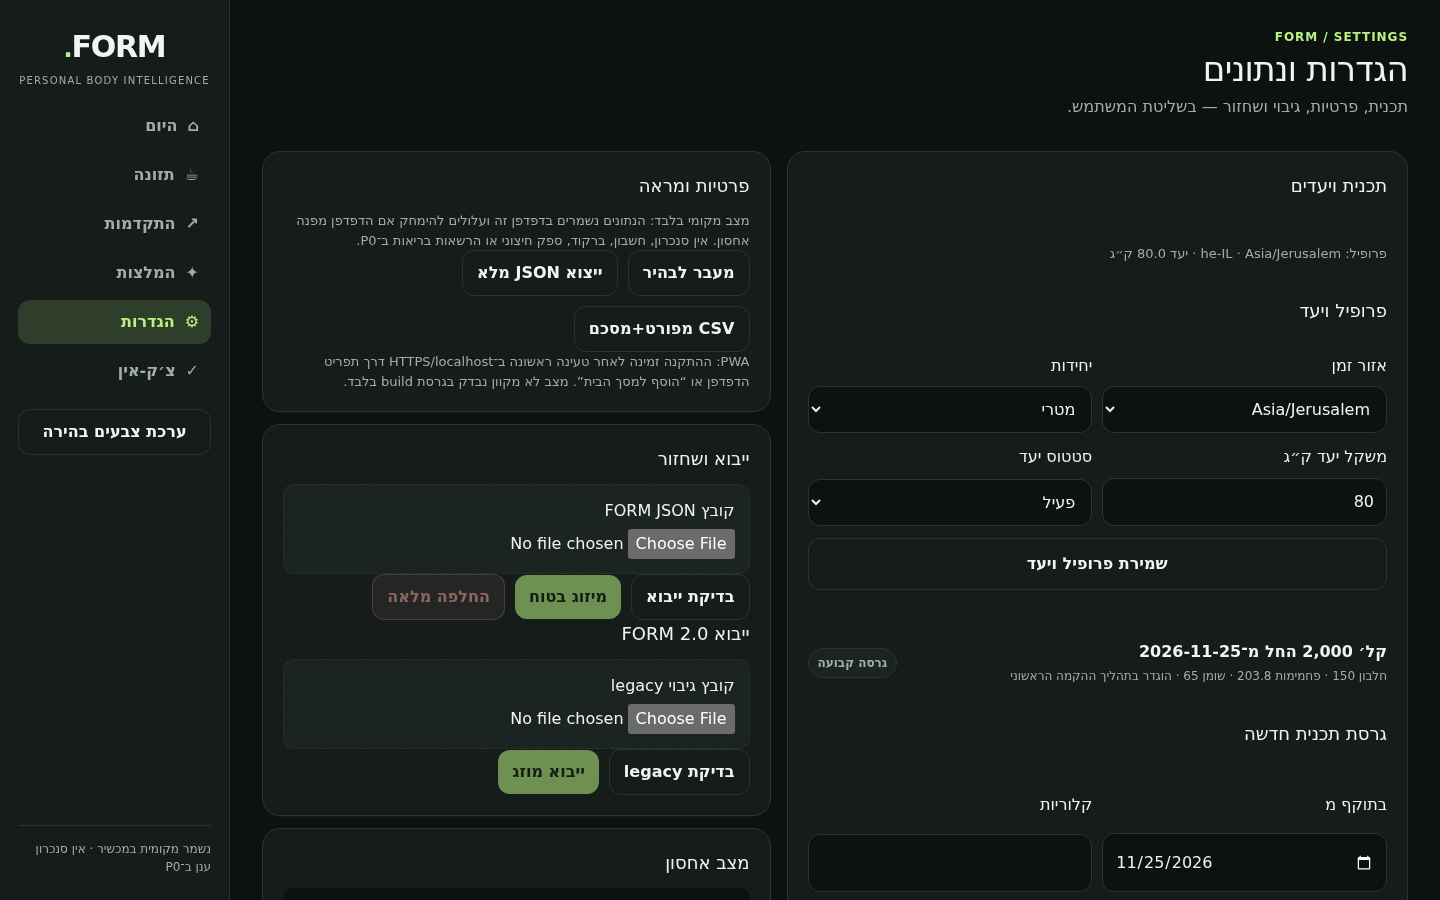 FORM.
PERSONAL BODY INTELLIGENCE
היום
תזונה
התקדמות
המלצות
הגדרות
צ׳ק-אין
ערכת צבעים בהירה
נשמר מקומית במכשיר · אין סנכרון
ענן ב־P0
FORM / SETTINGS
הגדרות ונתונים
תכנית, פרטיות, גיבוי ושחזור — בשליטת המשתמש.
תכנית ויעדים
פרופיל: he-IL · Asia/Jerusalem · יעד 80.0 ק״ג
פרופיל ויעד
אזור זמן
יחידות
Asia/Jerusalem
מטרי
משקל יעד ק״ג
סטטוס יעד
80
פעיל
שמירת פרופיל ויעד
קל׳ 2,000 החל מ־2026-11-25
חלבון 150 · פחמימות 203.8 · שומן 65 · הוגדר בתהליך ההקמה הראשוני
גרסה קבועה
גרסת תכנית חדשה
בתוקף מ
קלוריות
11/25/2026
פרטיות ומראה
מצב מקומי בלבד: הנתונים נשמרים בדפדפן זה ועלולים להימחק אם הדפדפן מפנה
אחסון. אין סנכרון, חשבון, ברקוד, ספק חיצוני או הרשאות בריאות ב־P0.
מעבר לבהיר
ייצוא JSON מלא
CSV מפורט+מסכם
PWA: ההתקנה זמינה לאחר טעינה ראשונה ב־HTTPS/localhost דרך תפריט
הדפדפן או “הוסף למסך הבית”. מצב לא מקוון נבדק בגרסת build בלבד.
ייבוא ושחזור
קובץ FORM JSON
Choose File No file chosen
בדיקת ייבוא
מיזוג בטוח
החלפה מלאה
ייבוא FORM 2.0
קובץ גיבוי legacy
Choose File No file chosen
בדיקת legacy
ייבוא מוזג
מצב אחסון